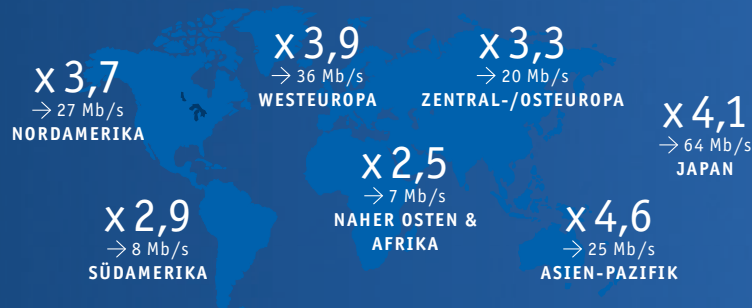 x 3,7
→ 27 Mb/s
NORDAMERIKA
x 3,9
→ 36 Mb/s
WESTEUROPA
x 3,3
→ 20 Mb/s
ZENTRAL-/OSTEUROPA
x 4,1
→ 64 Mb/s
JAPAN
x 2,9
→ 8 Mb/s
SÜDAMERIKA
x 2,5
→ 7 Mb/s
NAHER OSTEN &
AFRIKA
x 4,6
→ 25 Mb/s
ASIEN-PAZIFIK